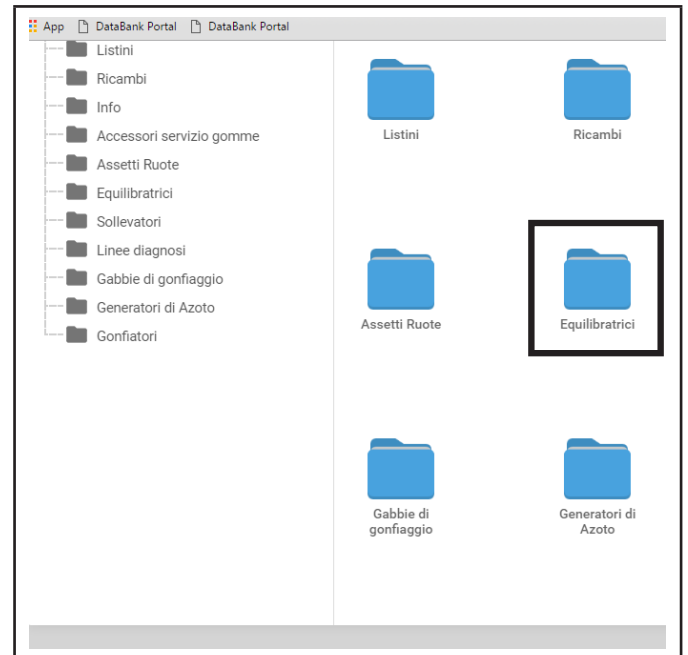 App DataBank Portal DataBank Portal
Listini
Ricambi
Info
Accessori servizio gomme
Assetti Ruote
Equilibratrici
Sollevatori
Linee diagnosi
Gabbie di gonfiaggio
Generatori di Azoto
Gonfiatori
Listini
Ricambi
Assetti Ruote
Equilibratrici
Gabbie di
gonfiaggio
Generatori di
Azoto